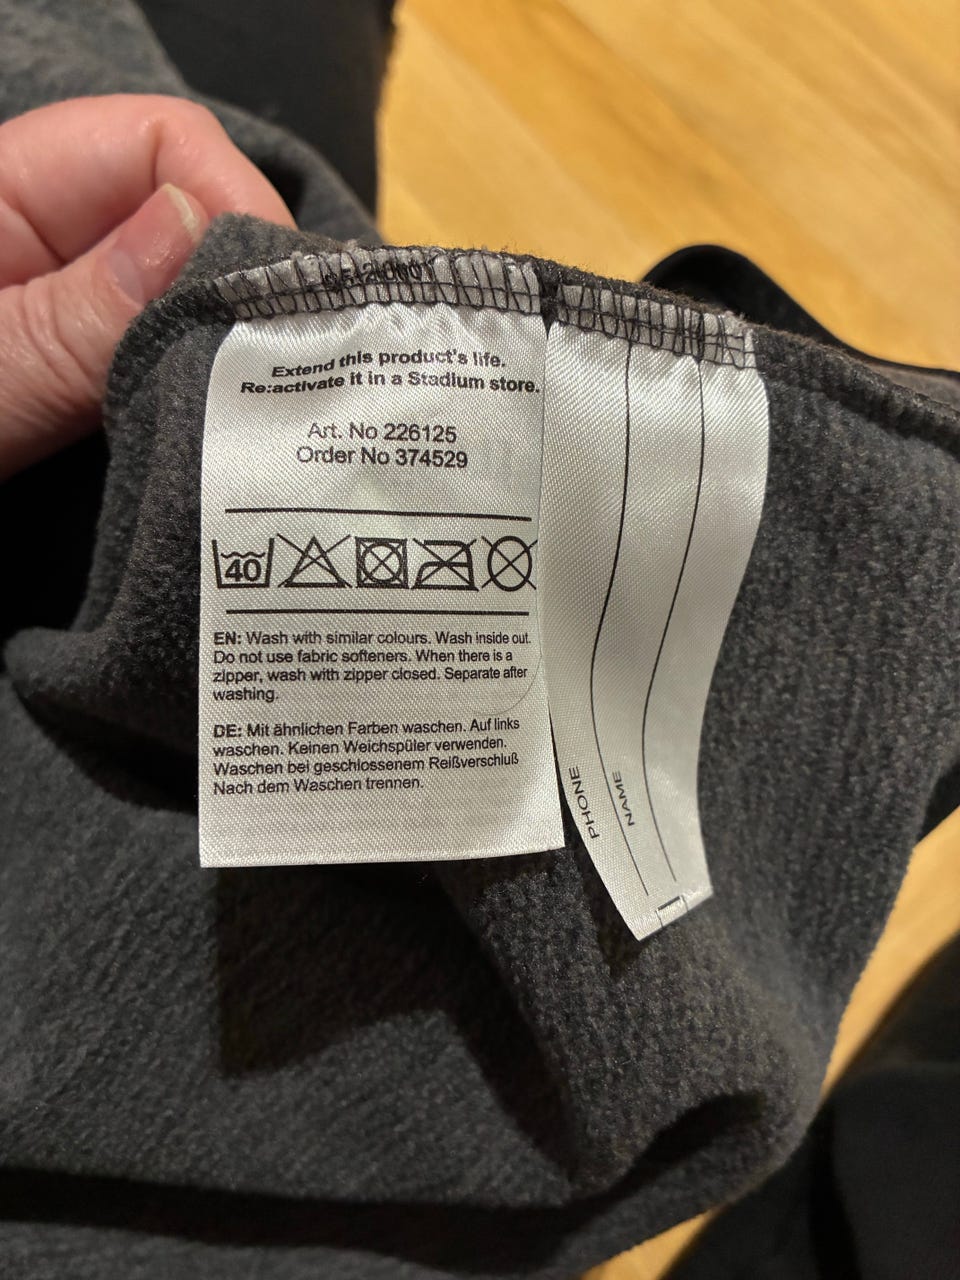 Extend this product's life.
Re:activate it in a Stadium store.
Art. No 226125
Order No 374529
40
EN: Wash with similar colours. Wash inside out.
Do not use fabric softeners. When there is a
zipper, wash with zipper closed. Separate after
washing.
DE: Mit ähnlichen Farben waschen. Auf links
waschen. Keinen Weichspüler verwenden.
Waschen bei geschlossenem Reißverschluß
Nach dem Waschen trennen.
PHONE
NAME